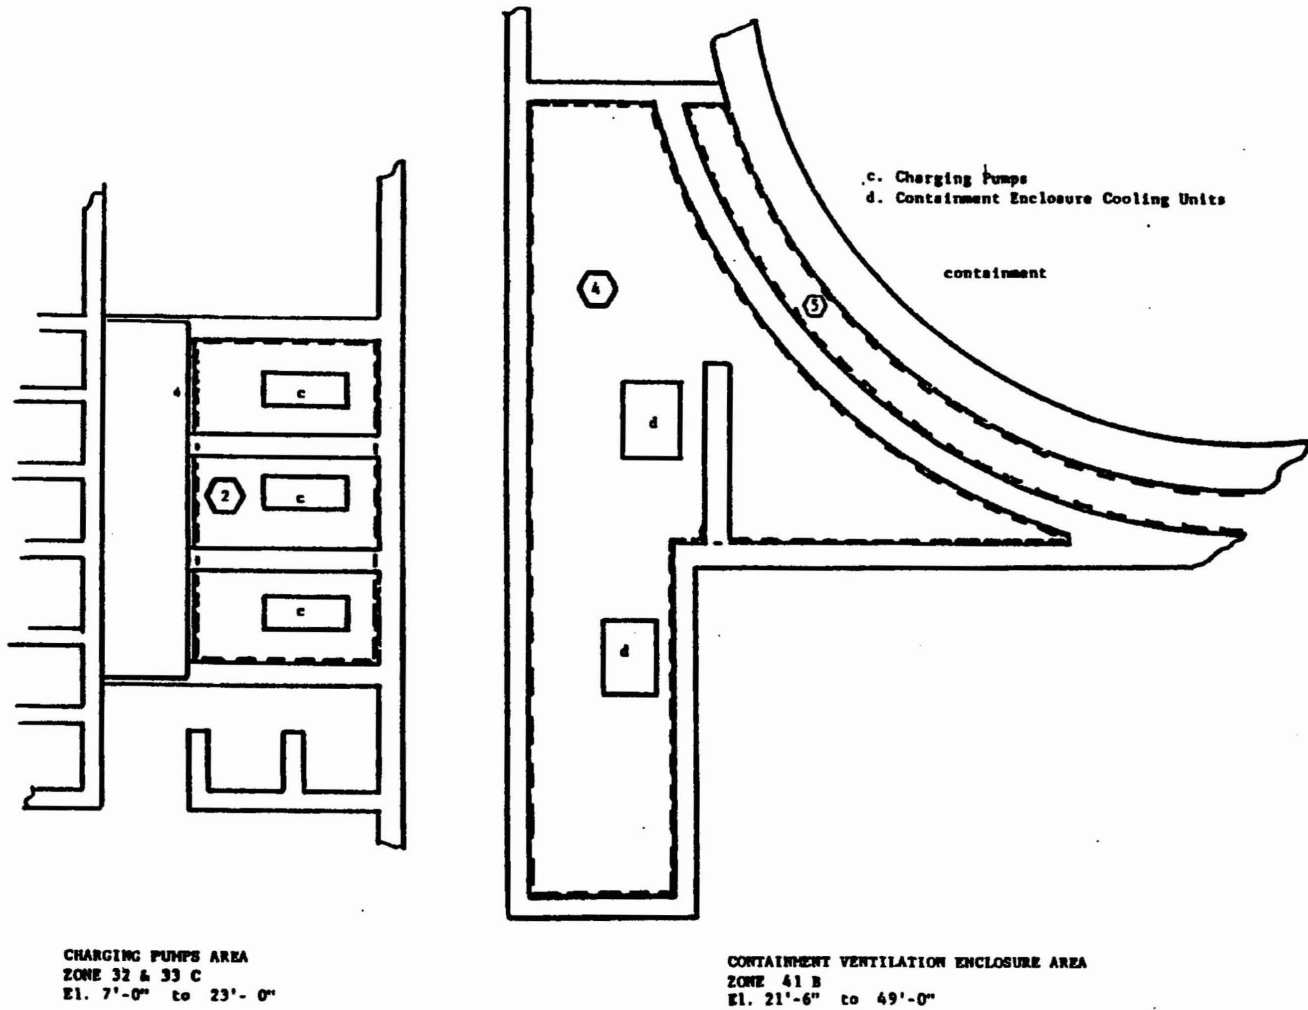 c. Charging Pumps
d. Containment Enclosure Cooling Units
containment
4
5
4
c
d
2
c
c
d
CHARGING PUMPS AREA
ZONE 32 & 33 C
El. 7'-0" to 23'- 0"
CONTAINMENT VENTILATION ENCLOSURE AREA
ZONE 41 B
El. 21'-6" to 49'-0"